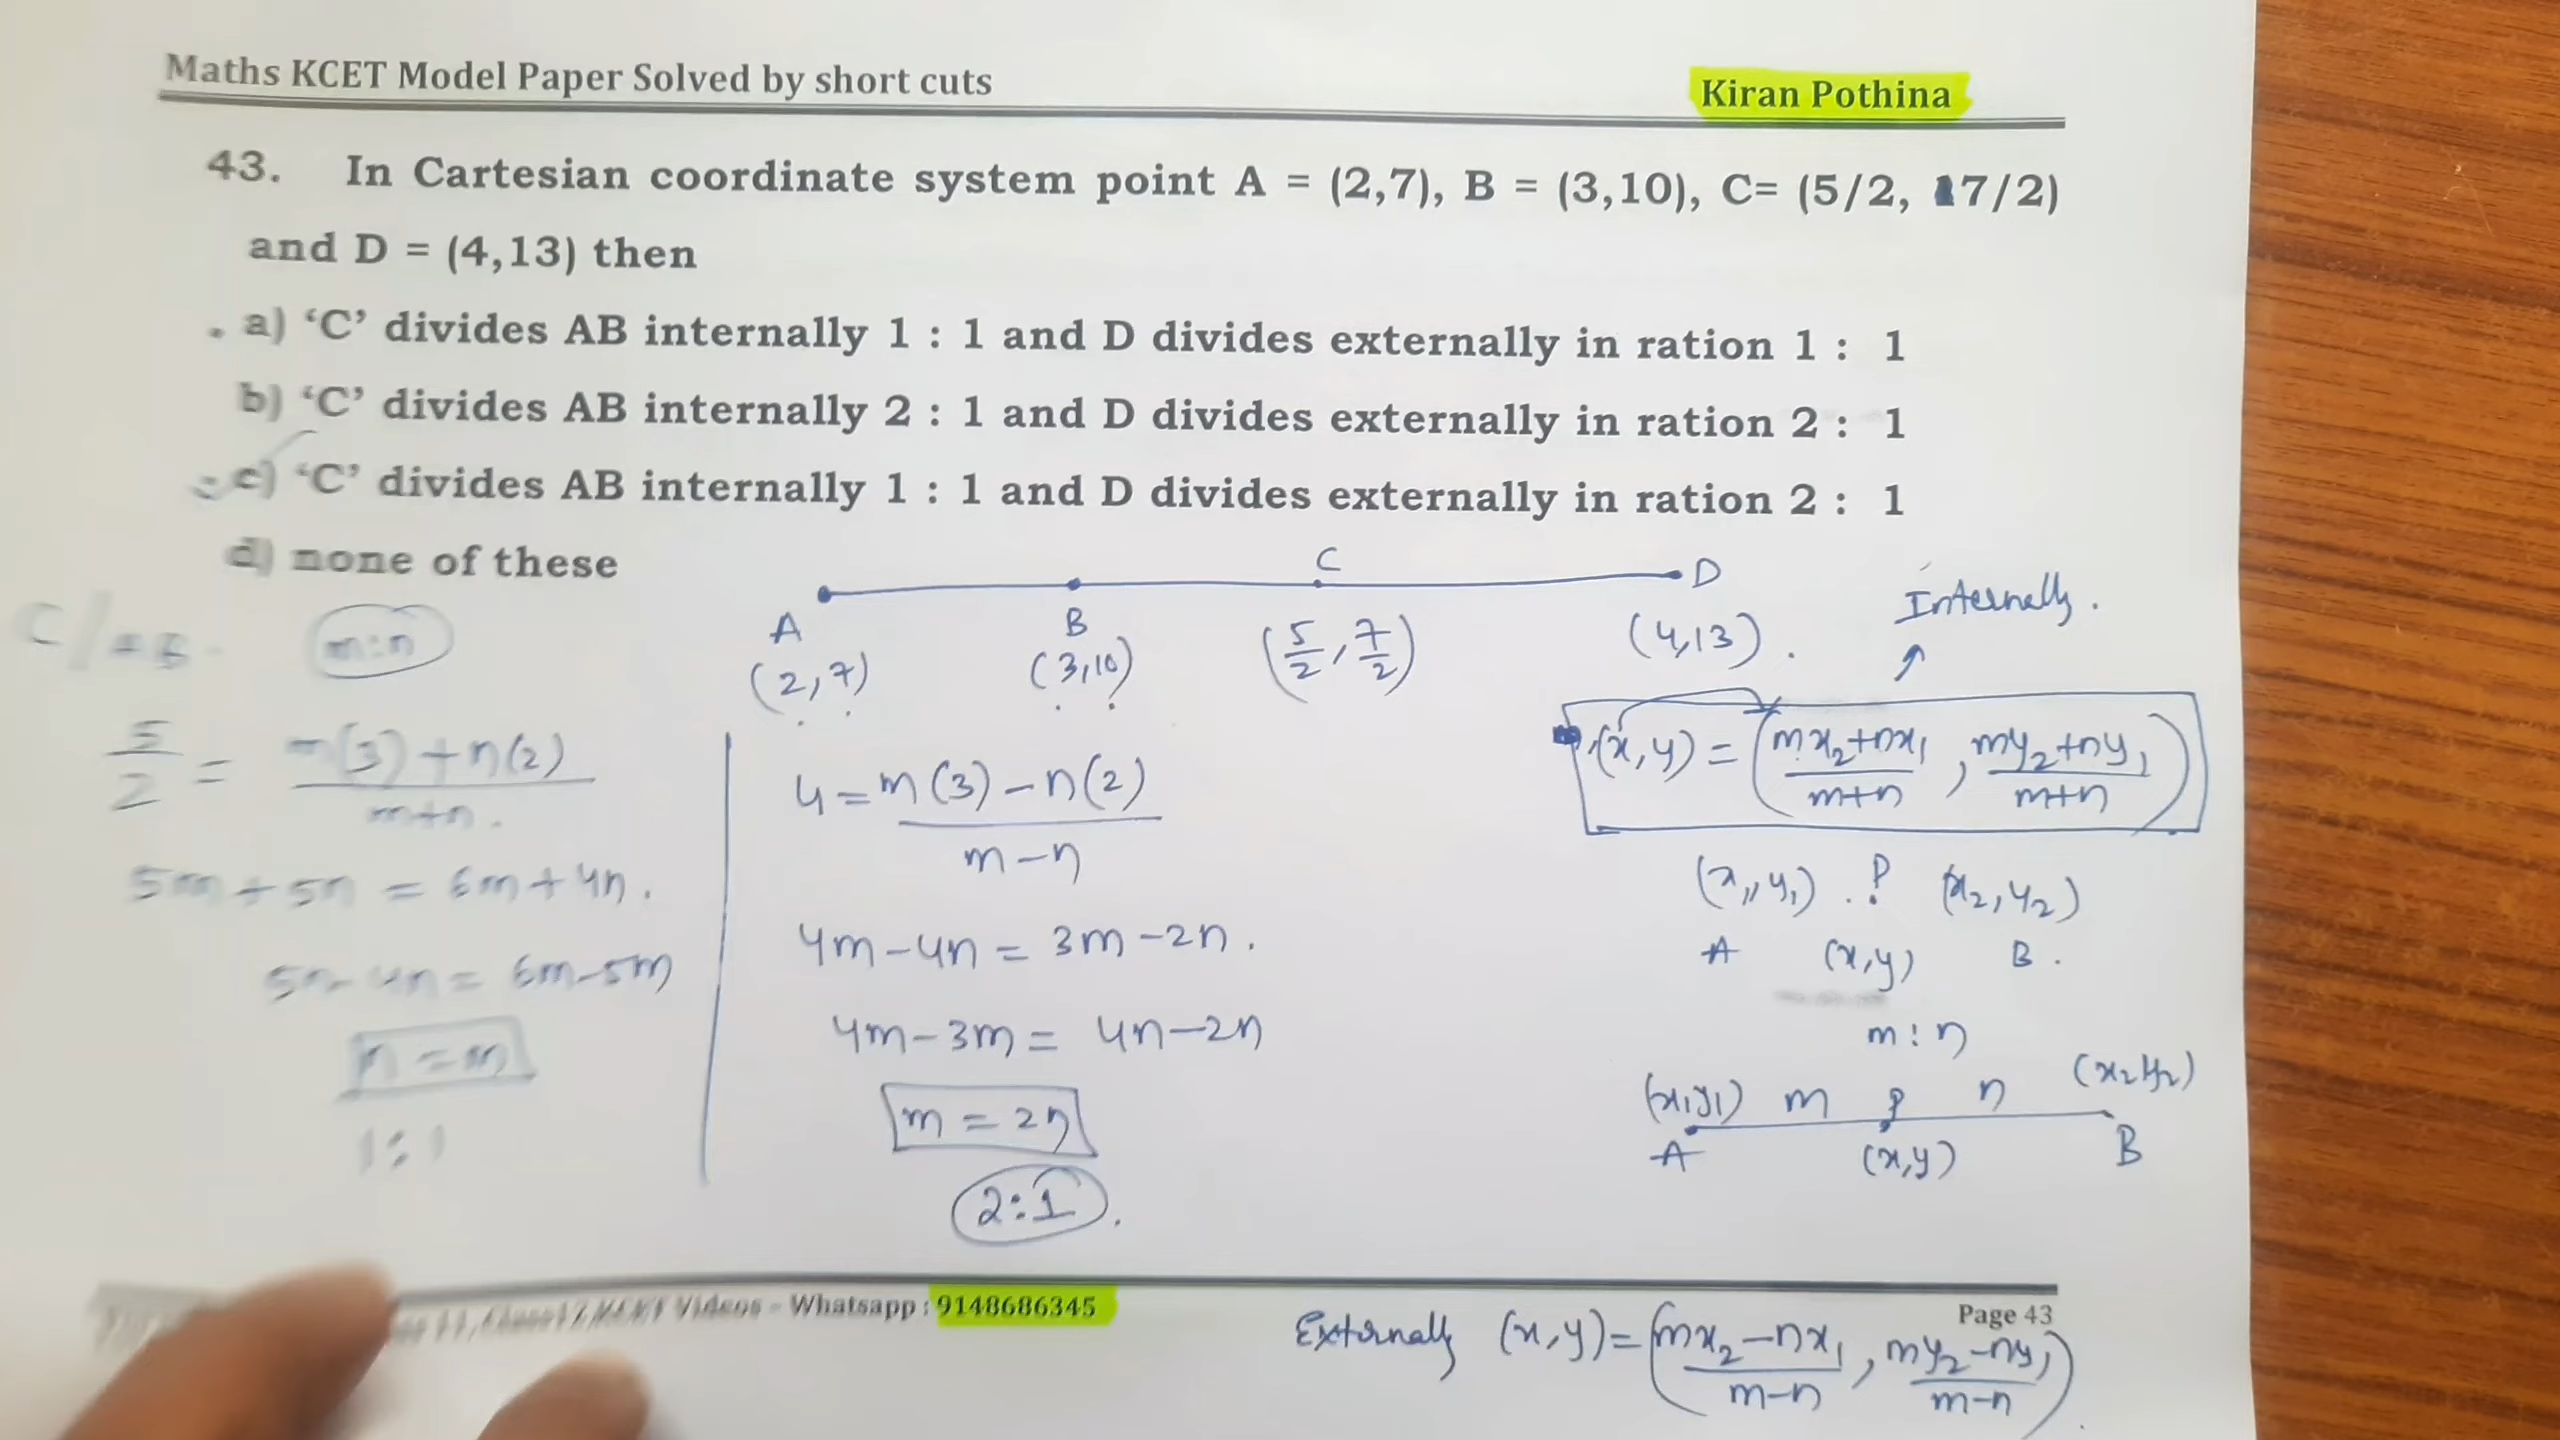 Maths KCET Model Paper Solved by short cuts
Kiran Pothina
43. In Cartesian coordinate system point A = (2,7), B = (3,10), C= (5/2, 17/2)
and D = (4,13) then
a) ‘C’ divides AB internally 1 : 1 and D divides externally in ration 1 : 1
b) ‘C’ divides AB internally 2 : 1 and D divides externally in ration 2 : 1
c) ‘C’ divides AB internally 1 : 1 and D divides externally in ration 2 : 1
d) none of these
A B C D
(2,7) (3,10) (5/2, 7/2) (4,13).
m:n
5/2 = m(3)+n(2)/m+n.
5m+5n = 6m+4n.
5n-4n = 6m-5m
n = m
1:1
4 = m(3)-n(2)/m-n
4m-4n = 3m-2n.
4m-3m = 4n-2n
m = 2n
2:1.
Internally.
(x,y) = (mx₂+nx₁/m+n, my₂+ny₁/m+n)
(x₁,y₁) P (x₂,y₂)
A (x,y) B.
m:n
(x₁y₁) m P n (x₂y₂)
A (x,y) B
Videos - Whatsapp : 9148686345
Page 43
Externally (x,y) = (mx₂-nx₁/m-n, my₂-ny₁/m-n)